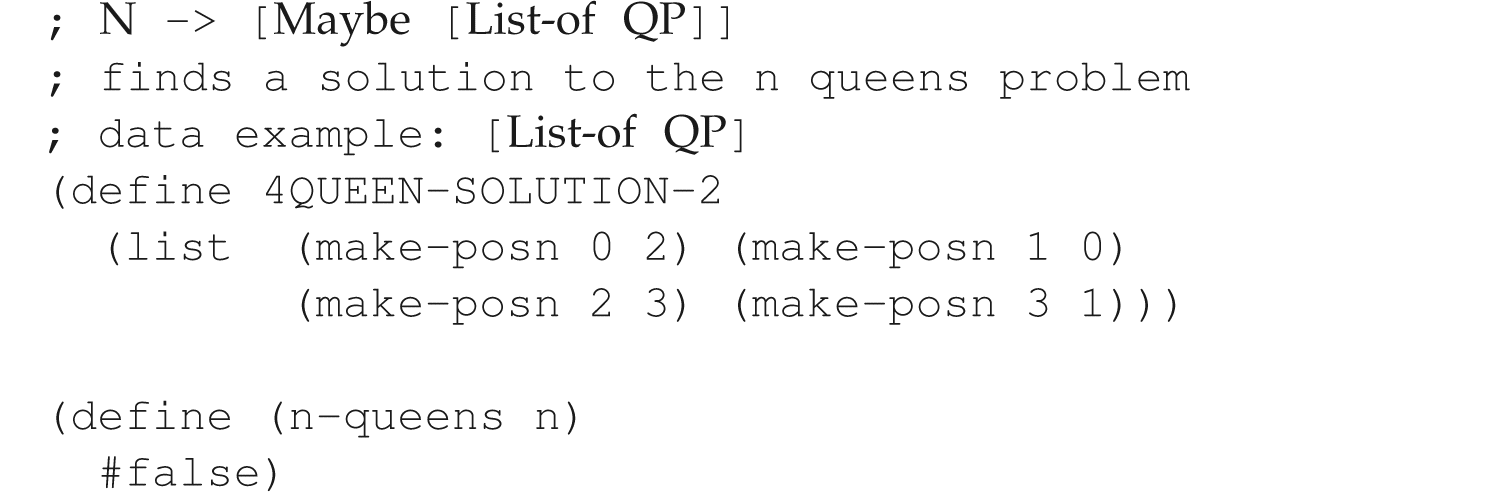 ; N -> [Maybe [List-of QP]]
; finds a solution to the n queens problem
; data example: [List-of QP]
(define 4QUEEN-SOLUTION-2
  (list  (make-posn 0 2) (make-posn 1 0)
         (make-posn 2 3) (make-posn 3 1)))
(define (n-queens n)
  #false)